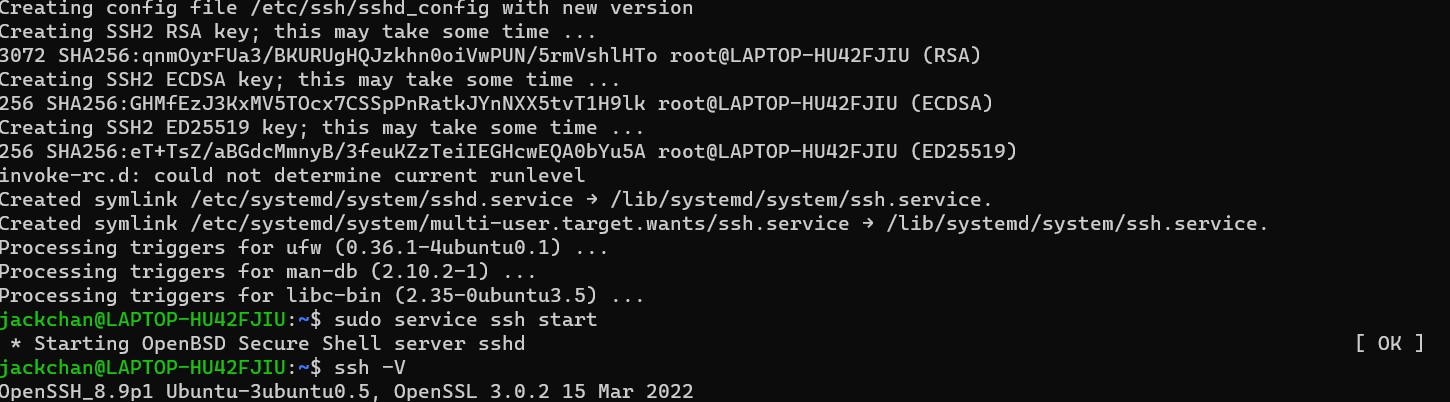 Creating config file /etc/ssh/sshd_config with new version
Creating SSH2 RSA key; this may take some time ...
3072 SHA256:qnmOyrFUa3/BKURUgHQJzkhn0oiVwPUN/5rmVshlHTo root@LAPTOP-HU42FJIU (RSA)
Creating SSH2 ECDSA key; this may take some time ...
256 SHA256:GHMfEzJ3KxMV5TOcx7CSSpPnRatkJYnNXX5tvT1H9lk root@LAPTOP-HU42FJIU (ECDSA)
Creating SSH2 ED25519 key; this may take some time ...
256 SHA256:eT+TsZ/aBGdcMmnyB/3feuKZzTeiIEGHcwEQA0bYu5A root@LAPTOP-HU42FJIU (ED25519)
invoke-rc.d: could not determine current runlevel
Created symlink /etc/systemd/system/sshd.service → /lib/systemd/system/ssh.service.
Created symlink /etc/systemd/system/multi-user.target.wants/ssh.service → /lib/systemd/system/ssh.service.
Processing triggers for ufw (0.36.1-4ubuntu0.1) ...
Processing triggers for man-db (2.10.2-1) ...
Processing triggers for libc-bin (2.35-0ubuntu3.5) ...
jackchan@LAPTOP-HU42FJIU:~$ sudo service ssh start
 * Starting OpenBSD Secure Shell server sshd [ OK ]
jackchan@LAPTOP-HU42FJIU:~$ ssh -V
OpenSSH_8.9p1 Ubuntu-3ubuntu0.5, OpenSSL 3.0.2 15 Mar 2022